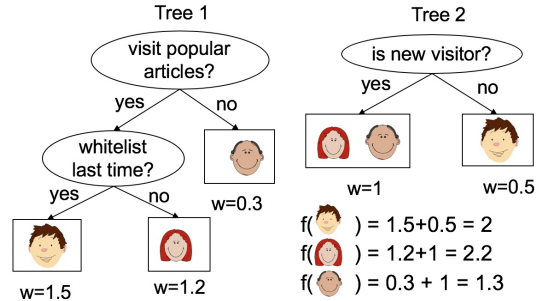 Tree 1
visit popular
articles?
yes
no
whitelist
last time?
w=0.3
yes
no
w=1.5
w=1.2
Tree 2
is new visitor?
yes
no
w=1
w=0.5
f( ) = 1.5+0.5 = 2
f( ) = 1.2+1 = 2.2
f( ) = 0.3 + 1 = 1.3